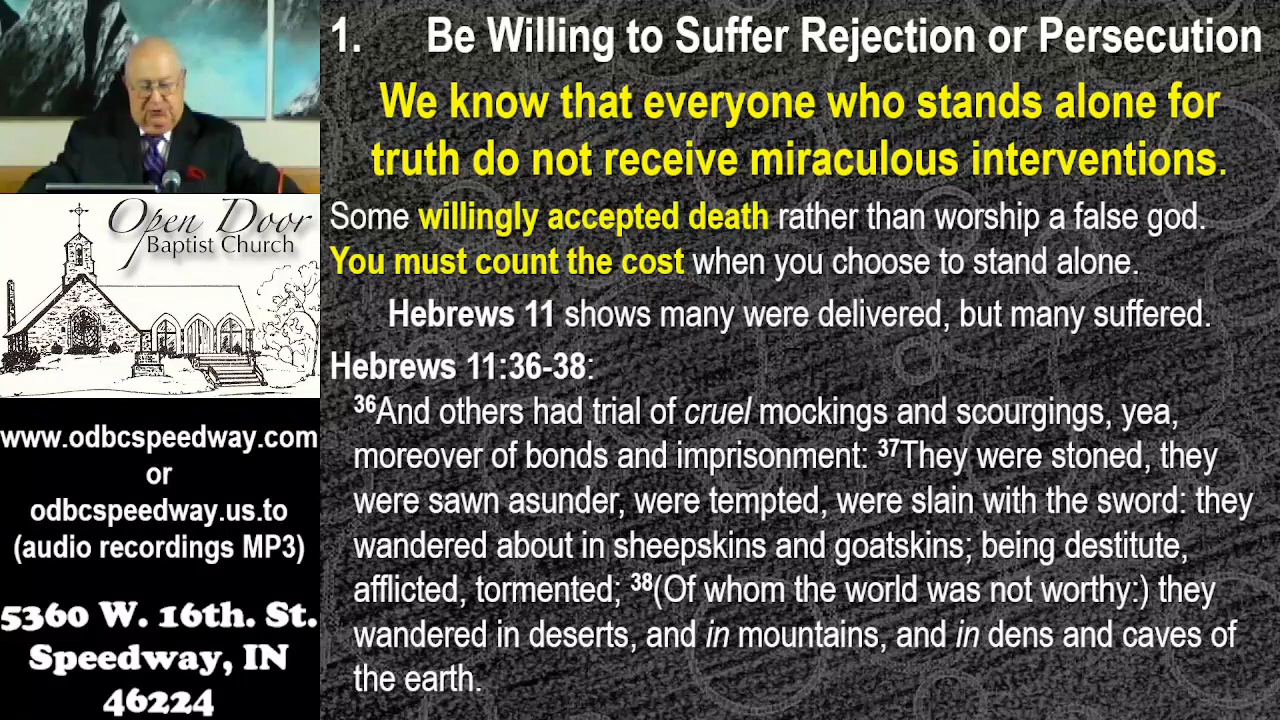 1. Be Willing to Suffer Rejection or Persecution
We know that everyone who stands alone for
truth do not receive miraculous interventions.
Some willingly accepted death rather than worship a false god.
You must count the cost when you choose to stand alone.
Hebrews 11 shows many were delivered, but many suffered.
Hebrews 11:36-38:
36And others had trial of cruel mockings and scourgings, yea,
moreover of bonds and imprisonment: 37They were stoned, they
were sawn asunder, were tempted, were slain with the sword: they
wandered about in sheepskins and goatskins; being destitute,
afflicted, tormented; 38(Of whom the world was not worthy:) they
wandered in deserts, and in mountains, and in dens and caves of
the earth.
Open Door
Baptist Church
www.odbcspeedway.com
or
odbcspeedway.us.to
(audio recordings MP3)
5360 W. 16th. St.
Speedway, IN
46224